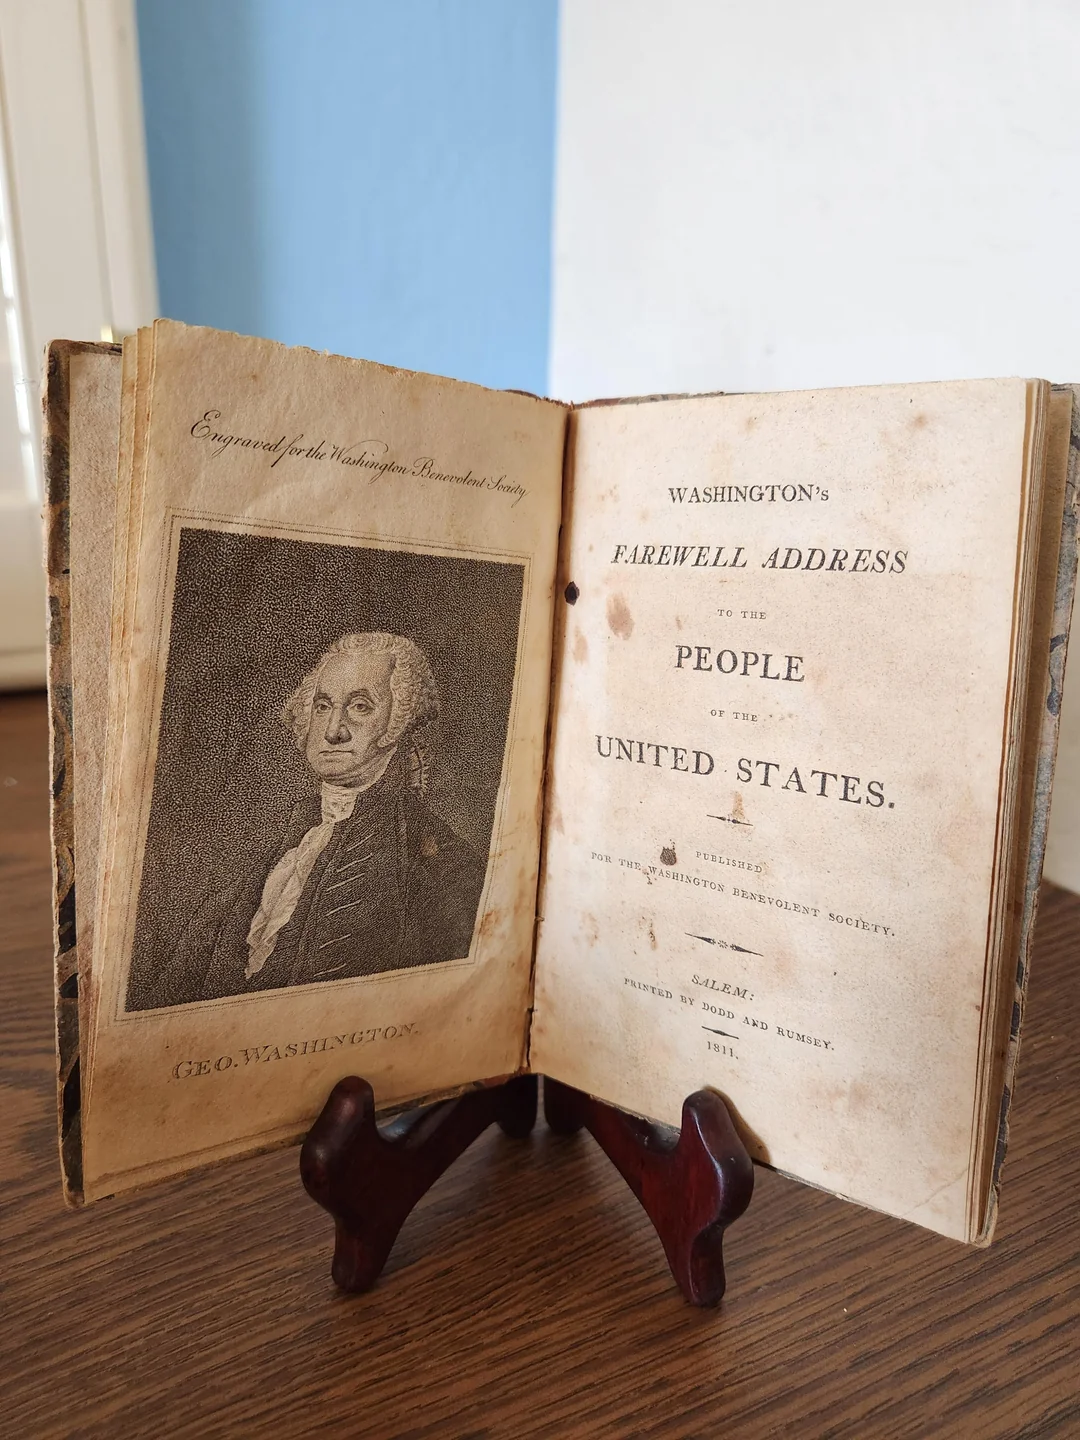 Engraved for the Washington Benevolent Society
GEO. WASHINGTON.
WASHINGTON's
FAREWELL ADDRESS
TO THE
PEOPLE
OF THE
UNITED STATES.
PUBLISHED
FOR THE WASHINGTON BENEVOLENT SOCIETY.
SALEM:
PRINTED BY DODD AND RUMSEY.
1811.